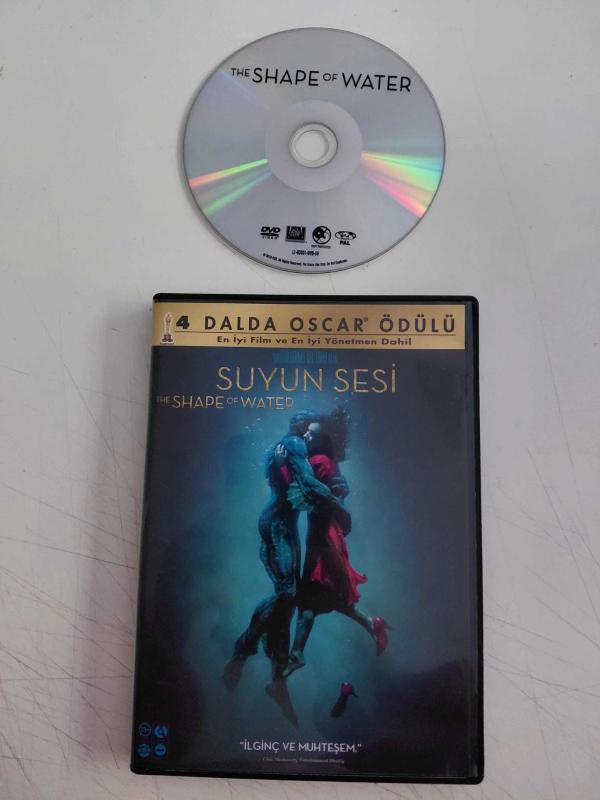 THE SHAPE OF WATER
DVD
VIDEO
PAL
4 DALDA OSCAR® ÖDÜLÜ
En İyi Film ve En İyi Yönetmen Dahil
SUYUN SESİ
THE SHAPE OF WATER
"İLGİNÇ VE MUHTEŞEM."